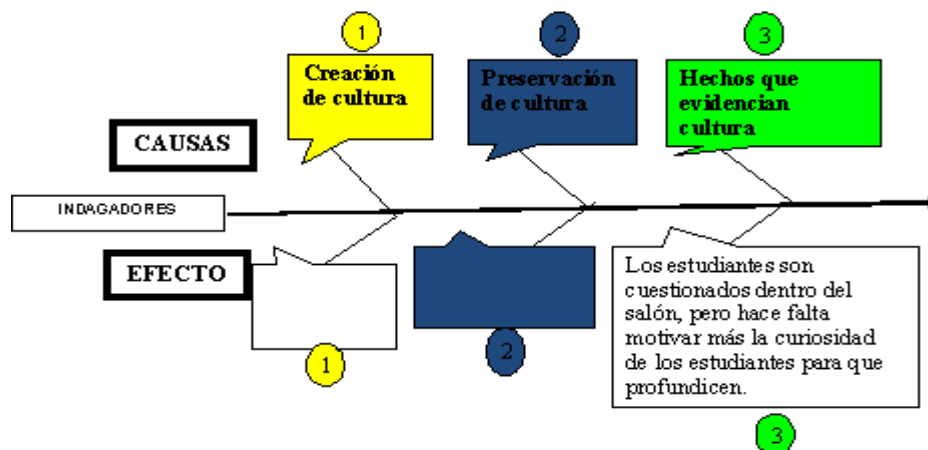 1
2
3
Creación
de cultura
Preservación
de cultura
Hechos que
evidencian
cultura
CAUSAS
INDAGADORES
EFECTO
Los estudiantes son
cuestionados dentro del
salón, pero hace falta
motivar más la curiosidad
de los estudiantes para que
profundicen.
1
2
3